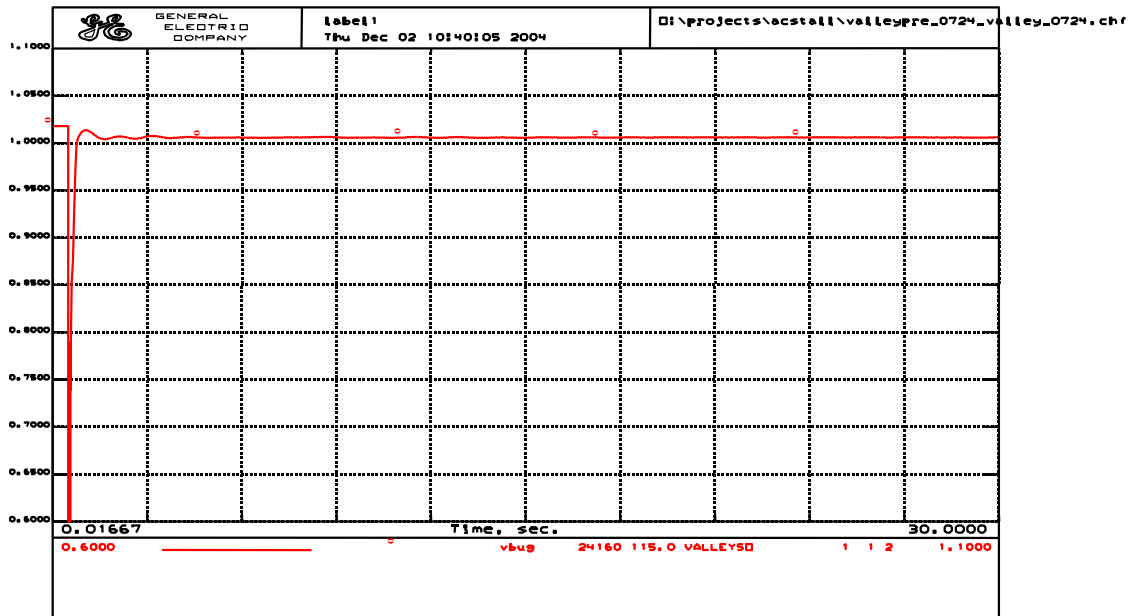 GENERAL
ELECTRIC
COMPANY
label1
Thu Dec 02 10:40:05 2004
D:\projects\acstall\valleypre_0724_valley_0724.chf
1.1000
1.0500
1.0000
0.9500
0.9000
0.8500
0.8000
0.7500
0.7000
0.6500
0.6000
0.01667 Time, sec. 30.0000
0.6000 vbug 24160 115.0 VALLEYSC 1 1 2 1.1000